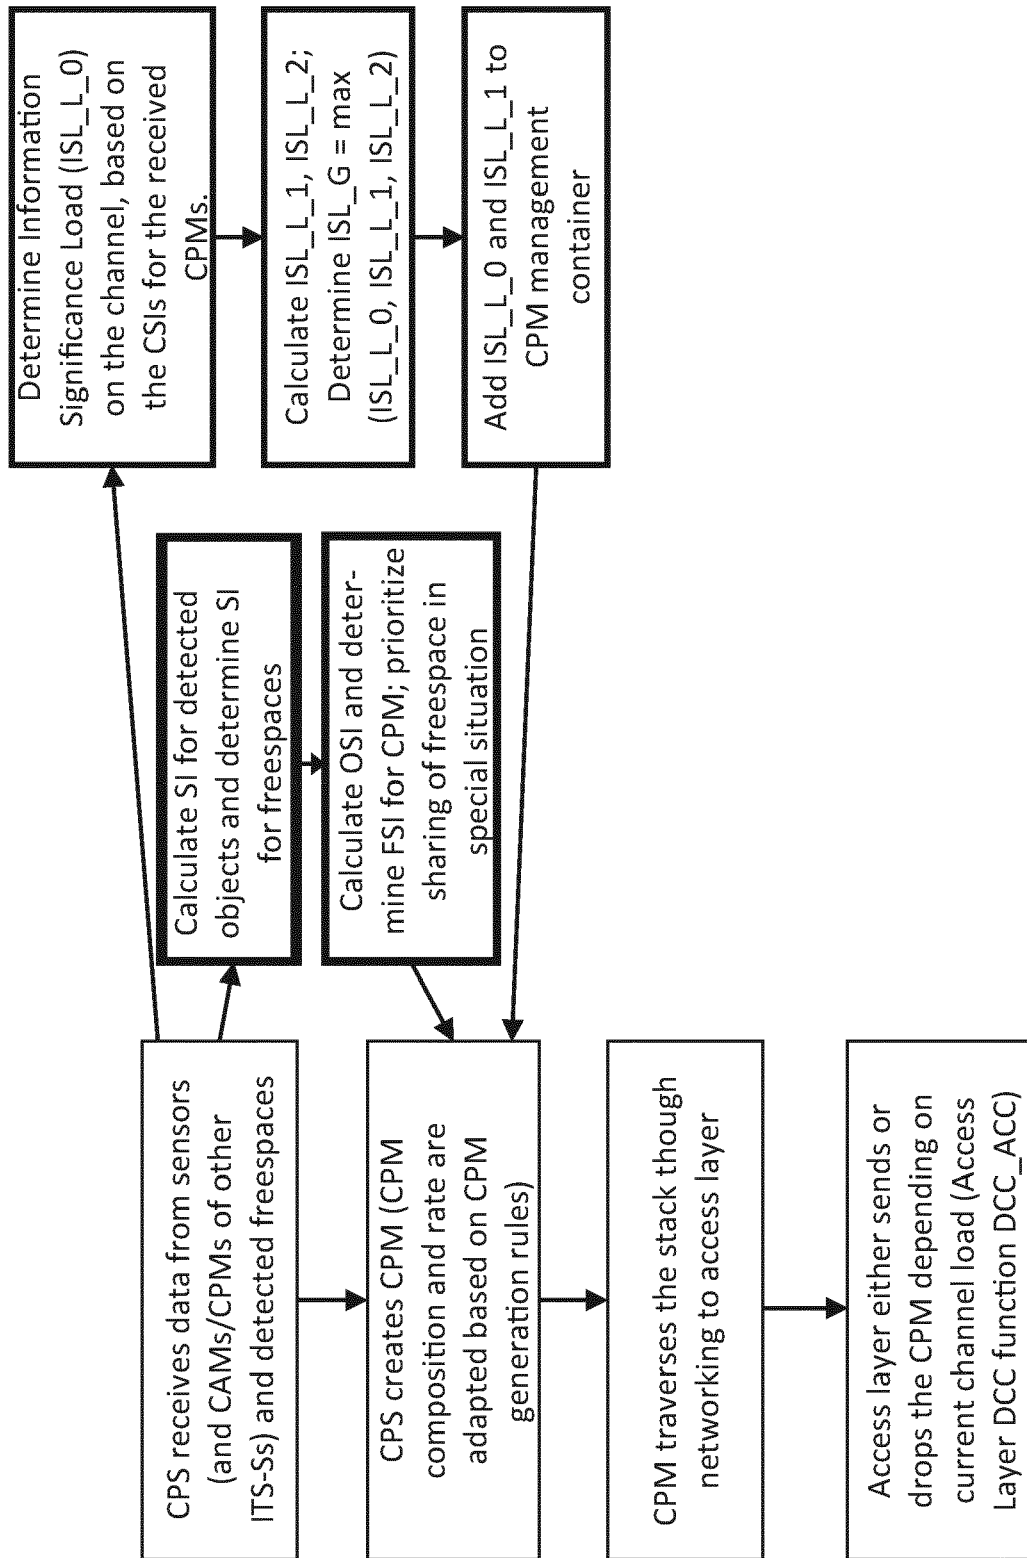 CPS receives data from sensors
(and CAMs/CPMs of other
ITS-Ss) and detected freespaces
CPS creates CPM (CPM
composition and rate are
adapted based on CPM
generation rules)
CPM traverses the stack though
networking to access layer
Access layer either sends or
drops the CPM depending on
current channel load (Access
Layer DCC function DCC_ACC)
Calculate SI for detected
objects and determine SI
for freespaces
Calculate OSI and deter-
mine FSI for CPM; prioritize
sharing of freespace in
special situation
Determine Information
Significance Load (ISL_L_0)
on the channel, based on
the CSIs for the received
CPMs.
Calculate ISL_L_1, ISL_L_2;
Determine ISL_G = max
(ISL_L_0, ISL_L_1, ISL_L_2)
Add ISL_L_0 and ISL_L_1 to
CPM management
container